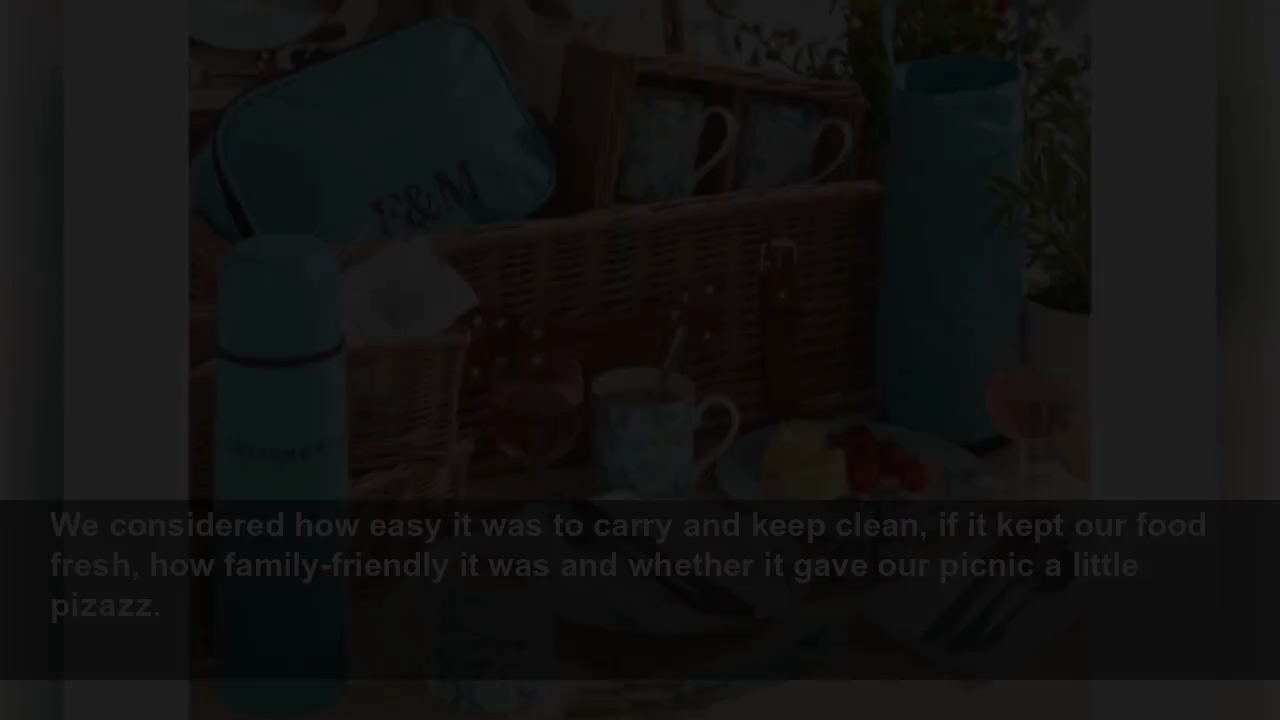 F&M
We considered how easy it was to carry and keep clean, if it kept our food
fresh, how family-friendly it was and whether it gave our picnic a little
pizazz.